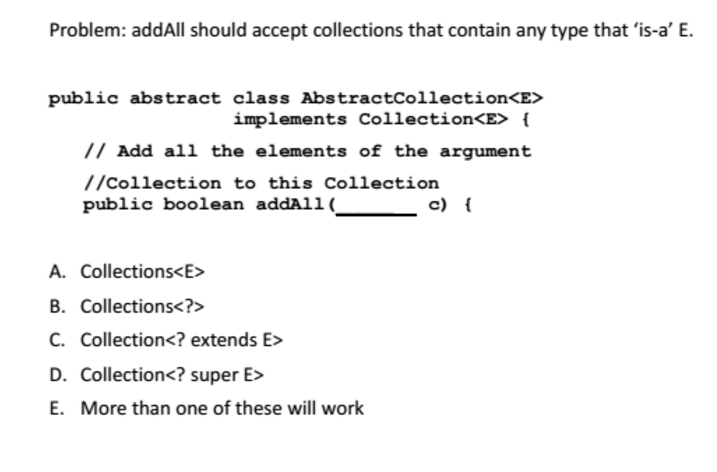 Problem: addAll should accept collections that contain any type that ‘is-a’ E.
public abstract class AbstractCollection<E>
implements Collection<E> {
// Add all the elements of the argument
//Collection to this Collection
public boolean addAll(_______ c) {
A. Collections<E>
B. Collections<?>
C. Collection<? extends E>
D. Collection<? super E>
E. More than one of these will work